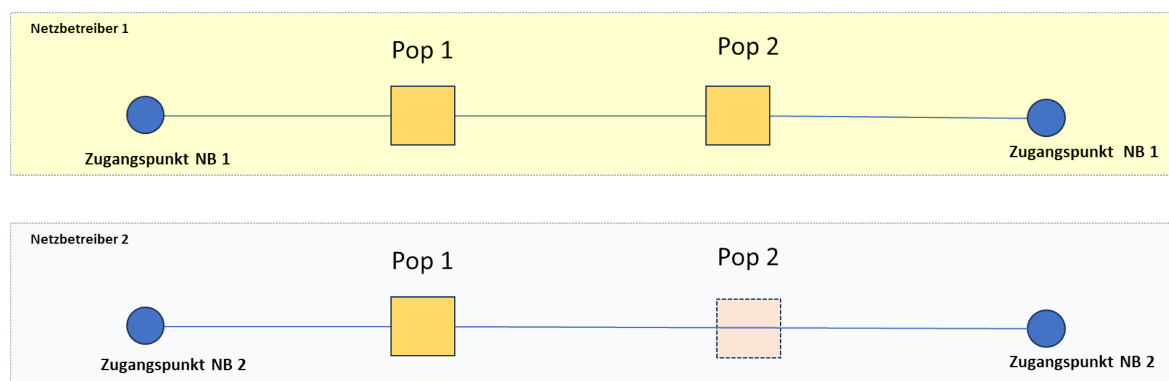 Netzbetreiber 1
Pop 1
Pop 2
Zugangspunkt NB 1
Zugangspunkt NB 1
Netzbetreiber 2
Pop 1
Pop 2
Zugangspunkt NB 2
Zugangspunkt NB 2